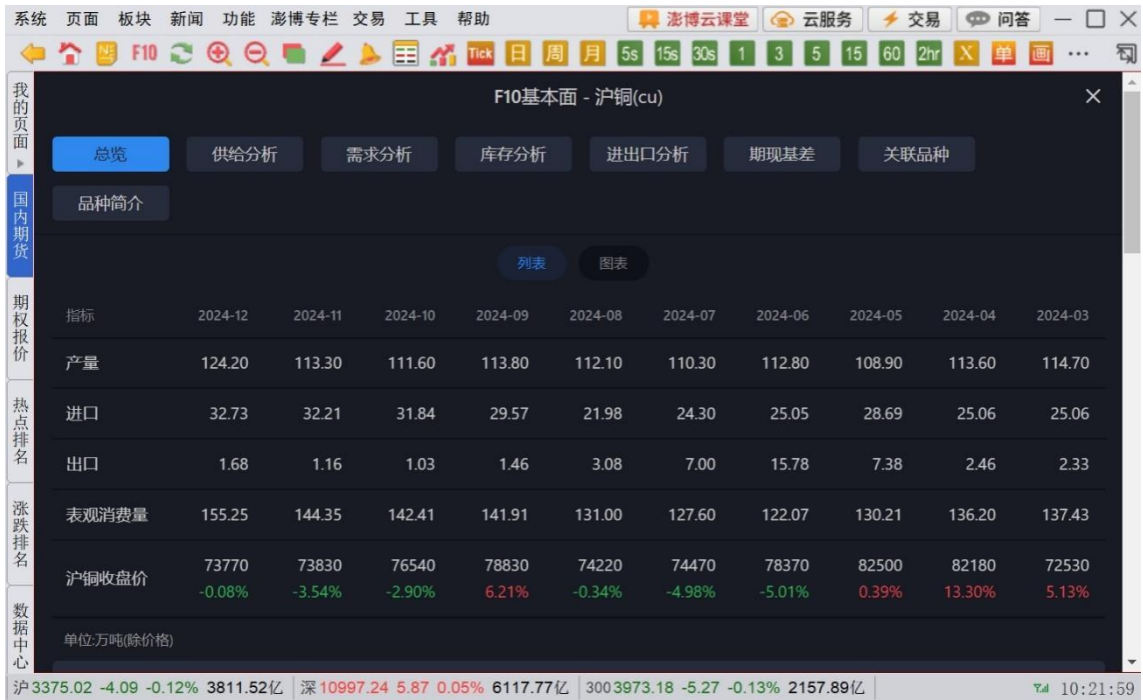 系统 页面 板块 新闻 功能 澎博专栏 交易 工具 帮助 澎博云课堂 云服务 交易 问答
F10 Tick 日 周 月 5s 15s 30s 1 3 5 15 60 2hr X 单 画 ...
我的页面
国内期货
期权报价
热点排名
涨跌排名
数据中心
F10基本面 - 沪铜(cu)
总览 供给分析 需求分析 库存分析 进出口分析 期现基差 关联品种
品种简介
列表 图表
指标 2024-12 2024-11 2024-10 2024-09 2024-08 2024-07 2024-06 2024-05 2024-04 2024-03
产量 124.20 113.30 111.60 113.80 112.10 110.30 112.80 108.90 113.60 114.70
进口 32.73 32.21 31.84 29.57 21.98 24.30 25.05 28.69 25.06 25.06
出口 1.68 1.16 1.03 1.46 3.08 7.00 15.78 7.38 2.46 2.33
表观消费量 155.25 144.35 142.41 141.91 131.00 127.60 122.07 130.21 136.20 137.43
沪铜收盘价 73770 73830 76540 78830 74220 74470 78370 82500 82180 72530
-0.08% -3.54% -2.90% 6.21% -0.34% -4.98% -5.01% 0.39% 13.30% 5.13%
单位:万吨(除价格)
沪3375.02 -4.09 -0.12% 3811.52亿 深10997.24 5.87 0.05% 6117.77亿 3003973.18 -5.27 -0.13% 2157.89亿 10:21:59